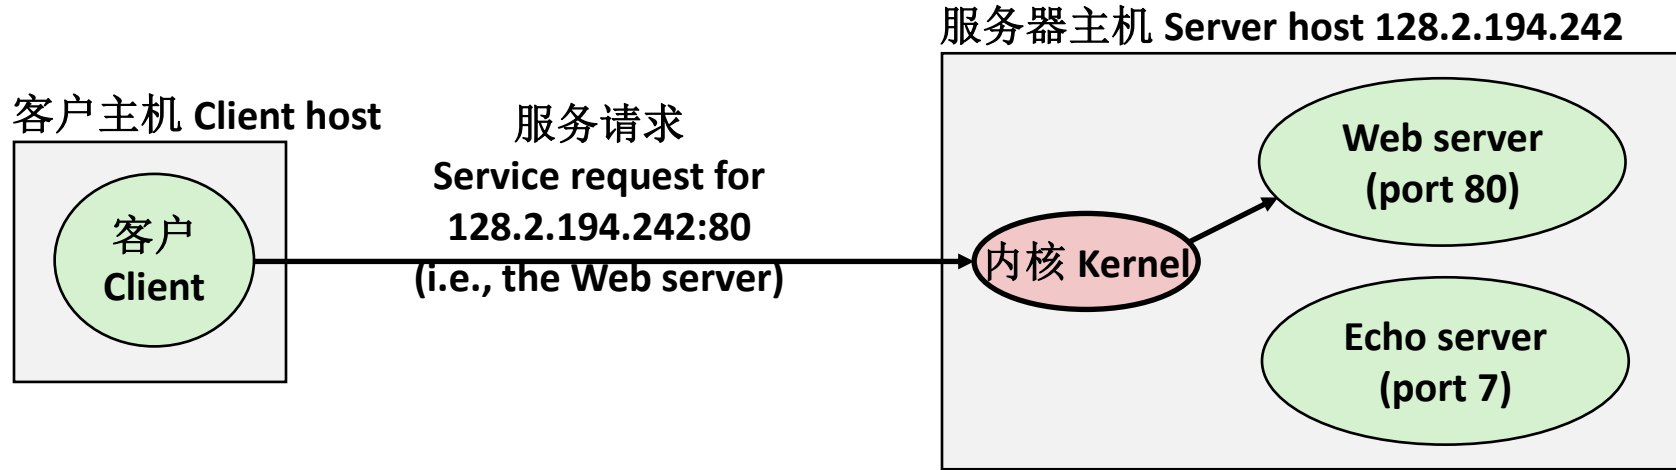 服务器主机 Server host 128.2.194.242
客户主机 Client host
服务请求
Service request for
128.2.194.242:80
(i.e., the Web server)
客户
Client
内核 Kernel
Web server
(port 80)
Echo server
(port 7)